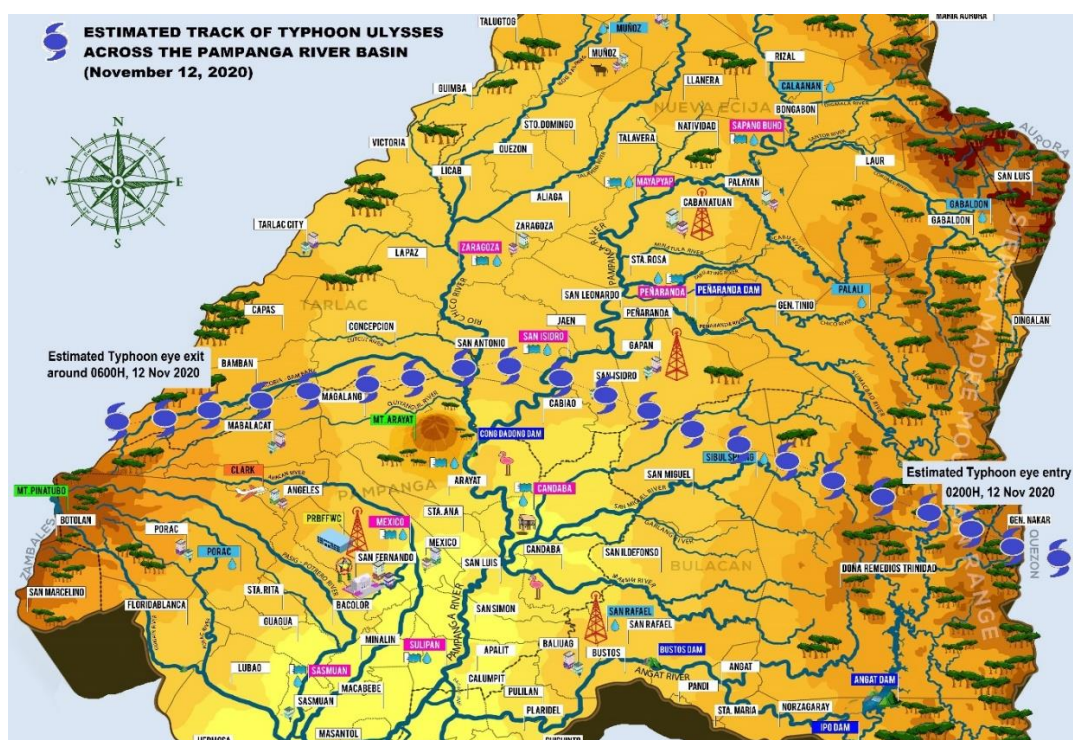 ESTIMATED TRACK OF TYPHOON ULYSSES
ACROSS THE PAMPANGA RIVER BASIN
(November 12, 2020)
TALUGTOG
MUÑOZ
MUÑOZ
RIZAL
CALAANAN
LLANERA
BONGABON
GUIMBA
NUEVA ECIJA
NATIVIDAD
SAPANG BUHO
AURORA
STO.DOMINGO
TALAVERA
VICTORIA
QUEZON
LAUR
SAN LUIS
N
W
E
S
LICAB
MAYAPYAP
PALAYAN
ALIAGA
CABANATUAN
GABALDON
GABALDON
TARLAC CITY
ZARAGOZA
LAPAZ
ZARAGOZA
PAMPANGA RIVER
STA.ROSA
SIERRA MADRE MOUNTAIN RANGE
RIO CHICO RIVER
SAN LEONARDO
PEÑARANDA
PEÑARANDA DAM
PALALI
TARLAC
GEN.TINIO
CAPAS
JAEN
PEÑARANDA
DINGALAN
CONCEPCION
SAN ISIDRO
SAN ANTONIO
GAPAN
Estimated Typhoon eye exit
around 0600H, 12 Nov 2020
BAMBAN
SAN ISIDRO
MAGALANG
CABIAO
MABALACAT
MT.ARAYAT
CONG DADONG DAM
SIBUL SPRING
Estimated Typhoon eye entry
0200H, 12 Nov 2020
CLARK
ARAYAT
SAN MIGUEL
MT.PINATUBO
ANGELES
PAMPANGA
CANDABA
SAN MIGUEL RIVER
GEN. NAKAR
BOTOLAN
PRBFFWC
STA.ANA
QUEZON
ZAMBALES
PORAC
MEXICO
PORAC
MEXICO
CANDABA
SAN ILDEFONSO
SAN FERNANDO
SAN LUIS
BULACAN
DOÑA REMEDIOS TRINIDAD
SAN MARCELINO
STA.RITA
BACOLOR
FLORIDABLANCA
SAN SIMON
SAN RAFAEL
GUAGUA
PAMPANGA RIVER
SAN RAFAEL
MINALIN
SULIPAN
APALIT
BALIUAG
BUSTOS
BUSTOS DAM
LUBAO
SASMUAN
ANGAT RIVER
ANGAT
ANGAT DAM
CALUMPIT
PANDI
SASMUAN
MACABEBE
PULILAN
PLARIDEL
STA.MARIA
NORZAGARAY
MASANTOL
IPO DAM